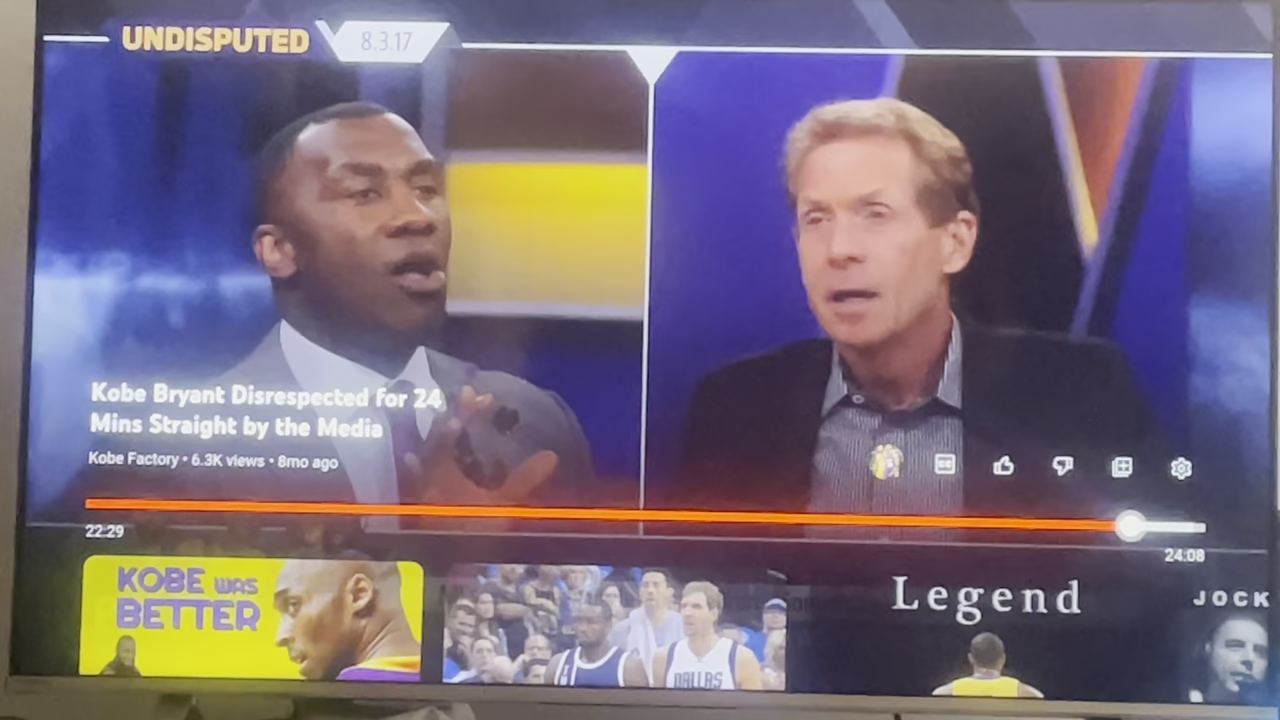 UNDISPUTED
8.3.17
Kobe Bryant Disrespected for 24
Mins Straight by the Media
Kobe Factory • 6.3K views • 8mo ago
CC
22:29
24:08
KOBE WAS
BETTER
DALLAS
Legend
JOCK